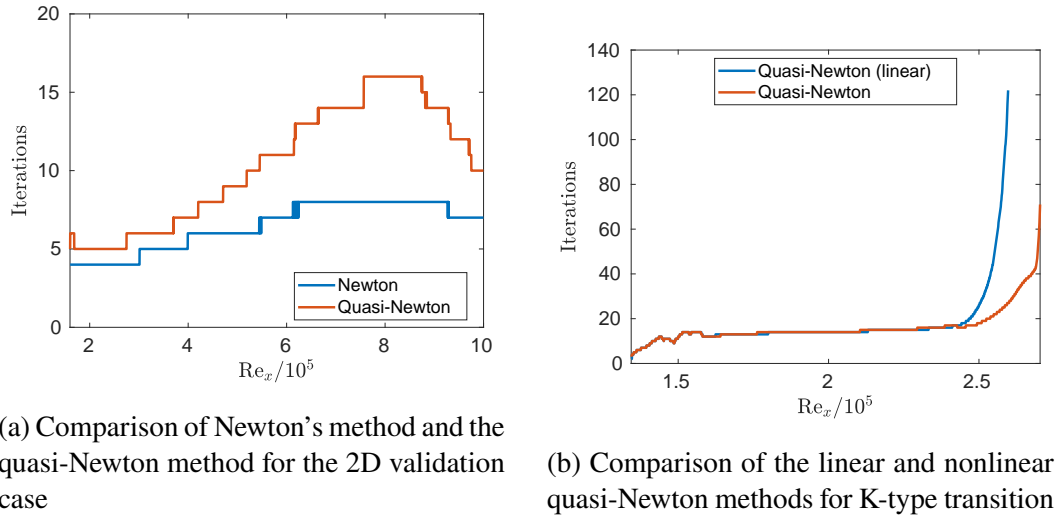 20
15
10
5
0
Iterations
2
4
6
8
10
Re_x/10^5
Newton
Quasi-Newton
(a) Comparison of Newton's method and the
quasi-Newton method for the 2D validation
case
140
120
100
80
60
40
20
0
Iterations
1.5
2
2.5
Re_x/10^5
Quasi-Newton (linear)
Quasi-Newton
(b) Comparison of the linear and nonlinear
quasi-Newton methods for K-type transition